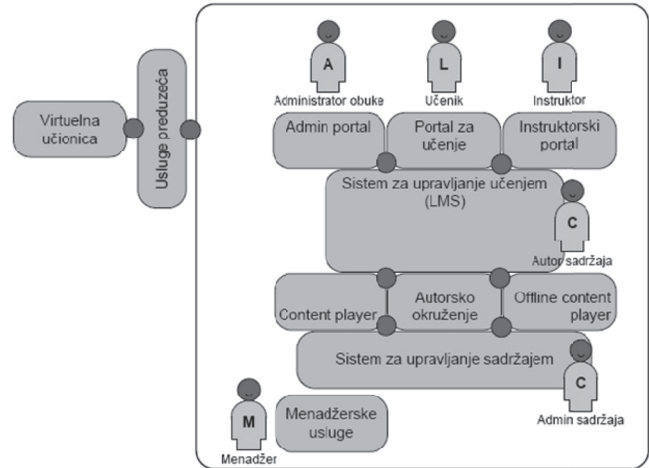 A
L
I
Administrator obuke
Učenik
Instruktor
Virtuelna
učionica
Usluge preduzeća
Admin portal
Portal za
učenje
Instruktorski
portal
Sistem za upravljanje učenjem
(LMS)
C
Autor sadržaja
Content player
Autorsko
okruženje
Offline content
player
Sistem za upravljanje sadržajem
C
Admin sadržaja
M
Menadžer
Menadžerske
usluge